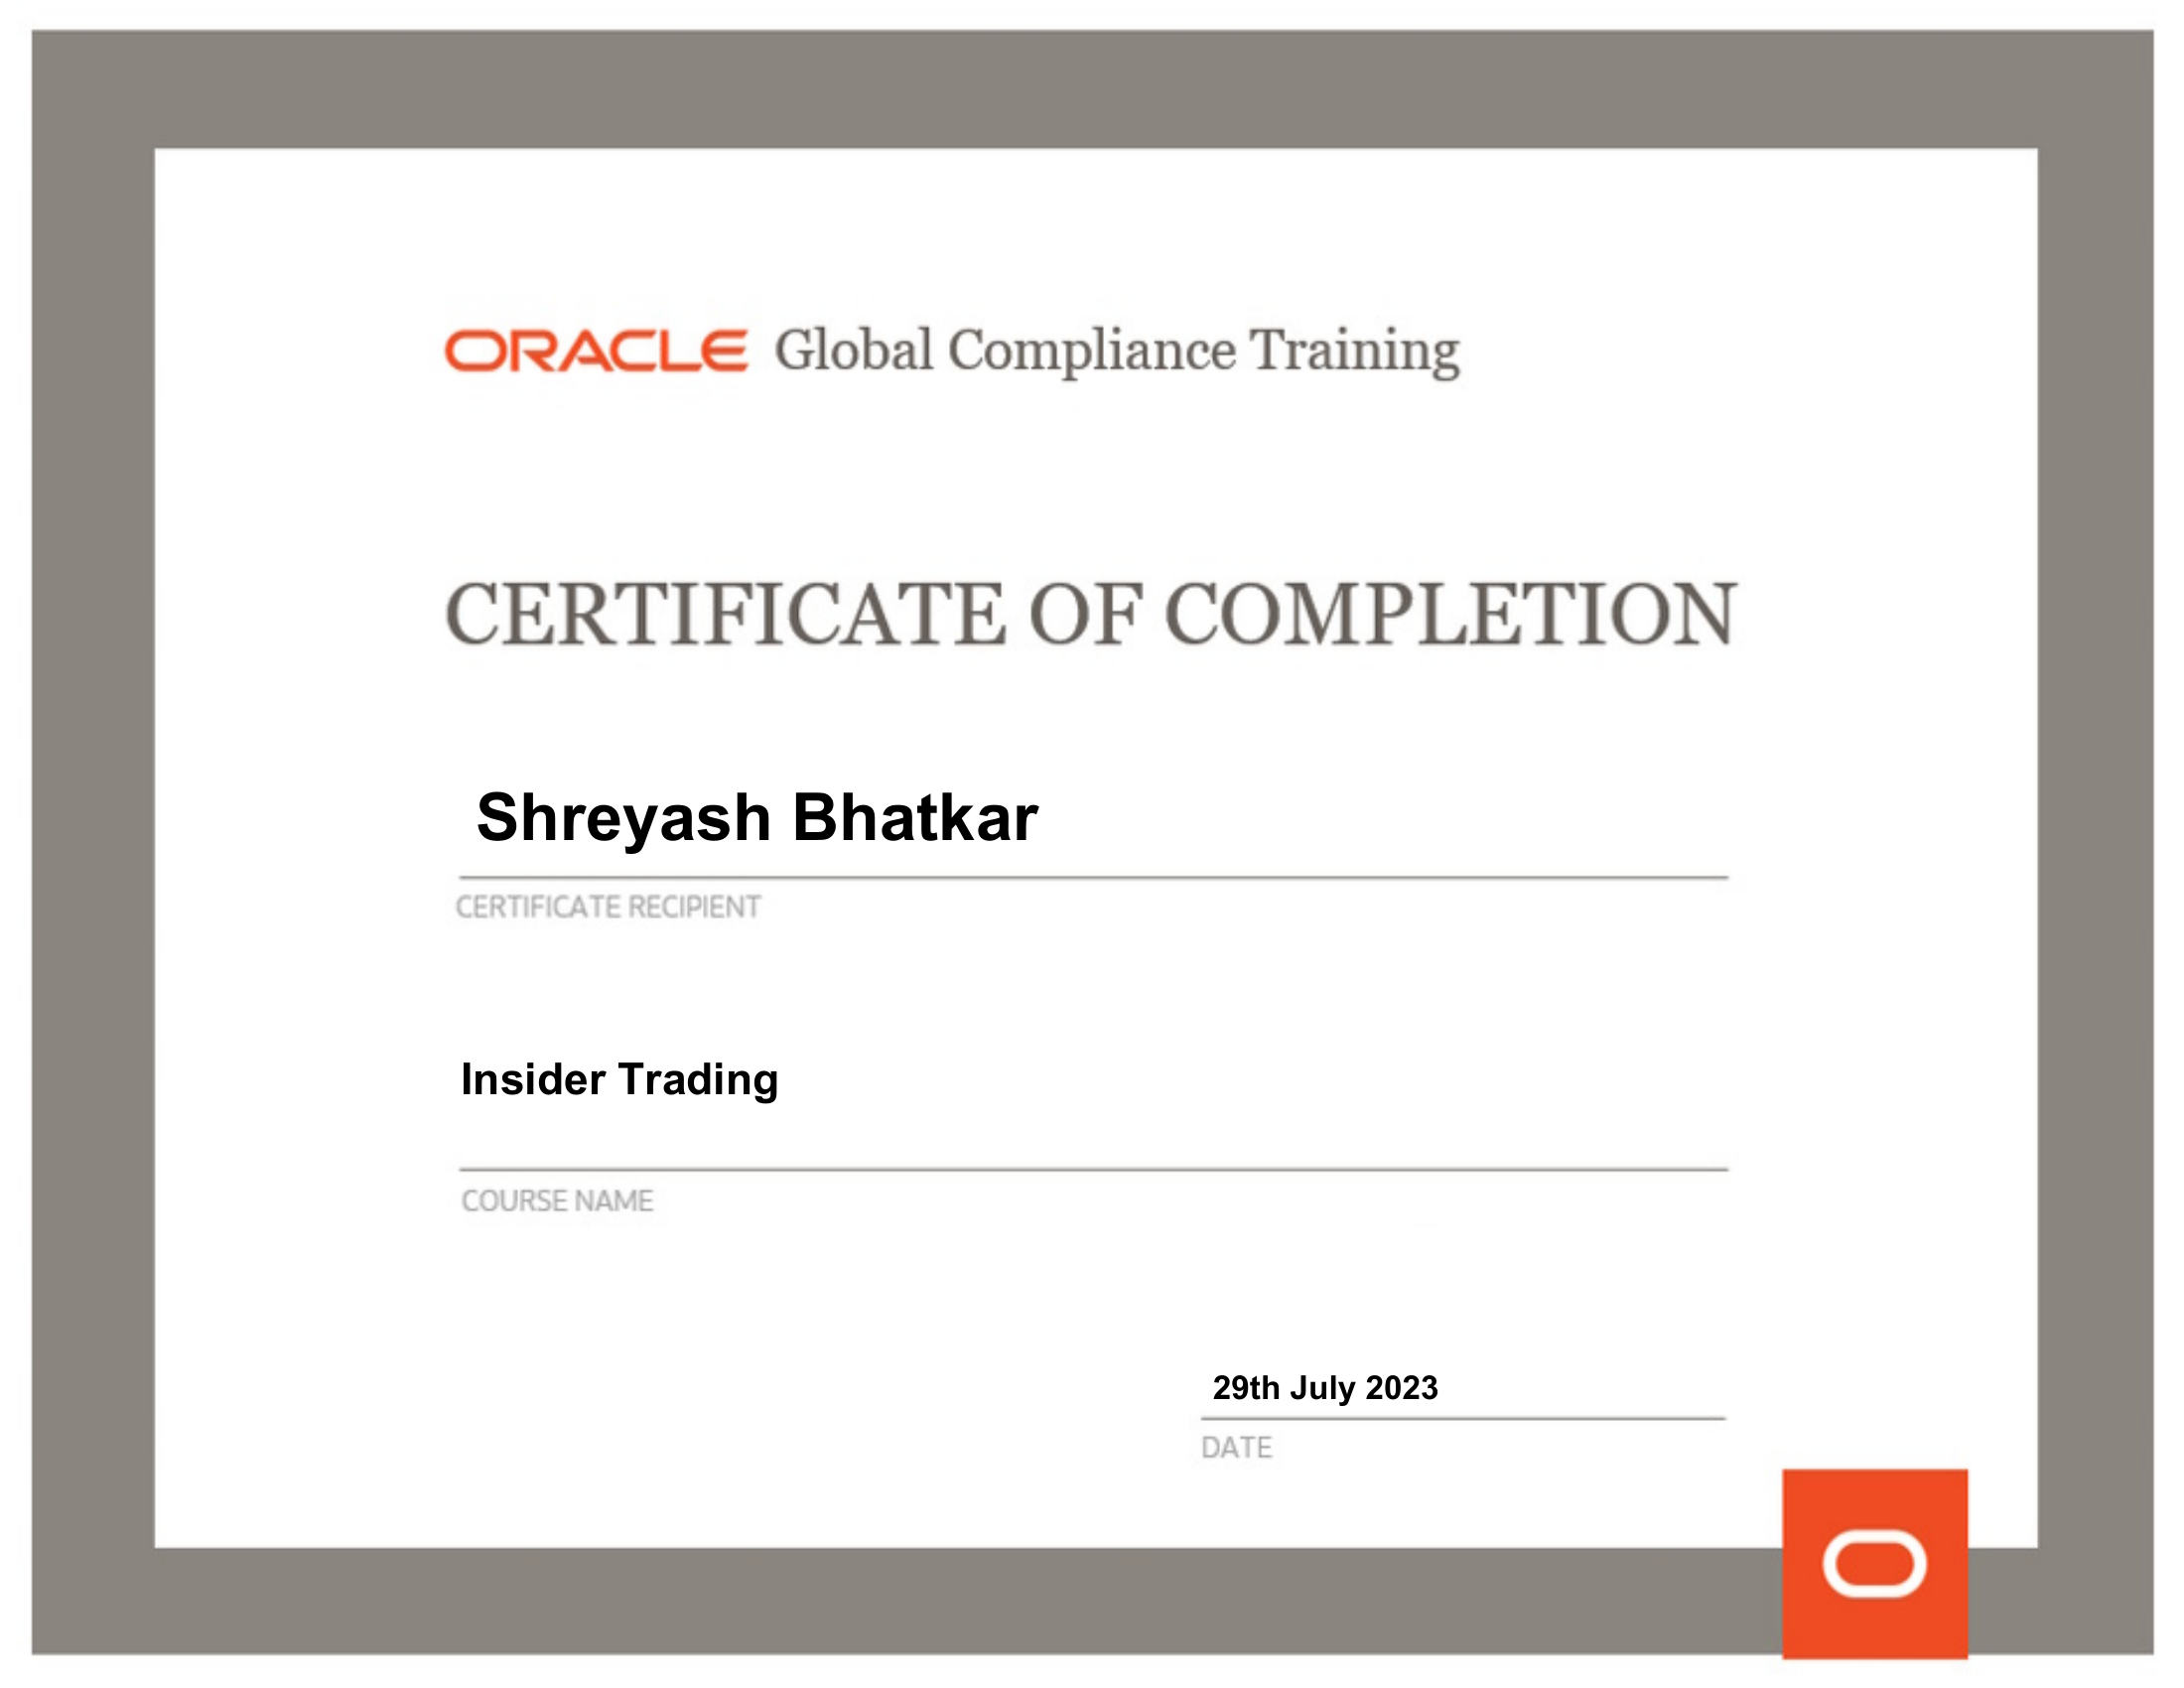 ORACLE Global Compliance Training
CERTIFICATE OF COMPLETION
Shreyash Bhatkar
CERTIFICATE RECIPIENT
Insider Trading
COURSE NAME
29th July 2023
DATE